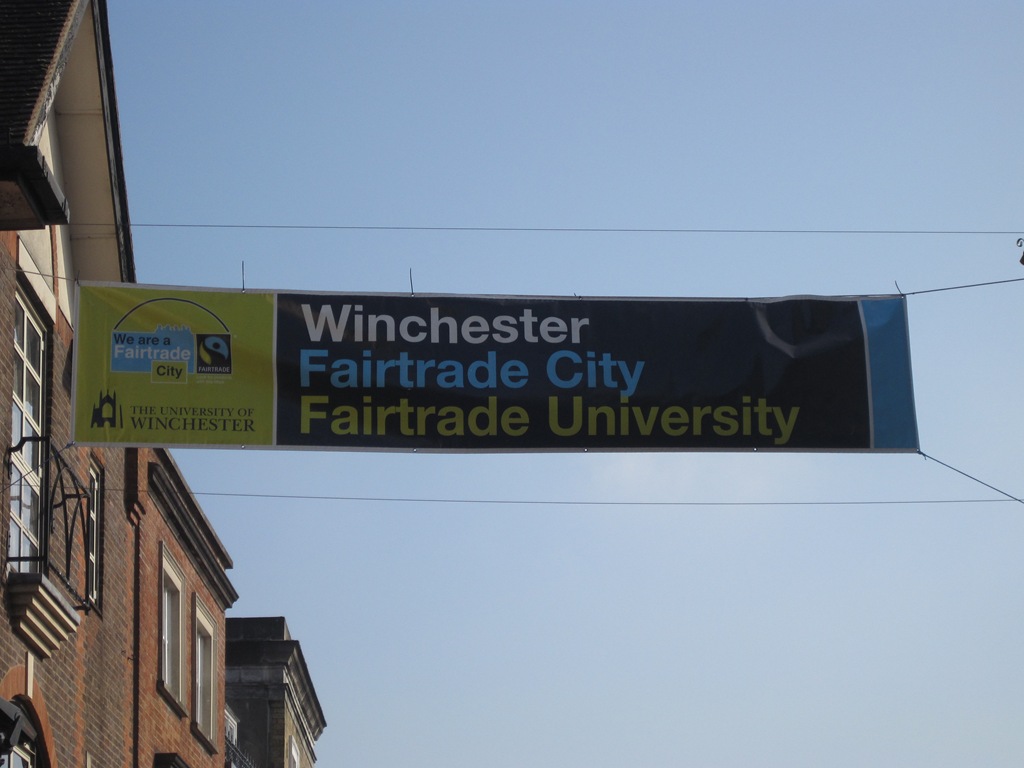 We are a
Fairtrade
City
FAIRTRADE
THE UNIVERSITY OF
WINCHESTER
Winchester
Fairtrade City
Fairtrade University